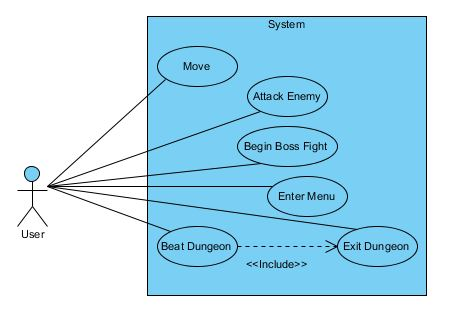 System
Move
Attack Enemy
Begin Boss Fight
Enter Menu
User
Beat Dungeon
Exit Dungeon
<<Include>>